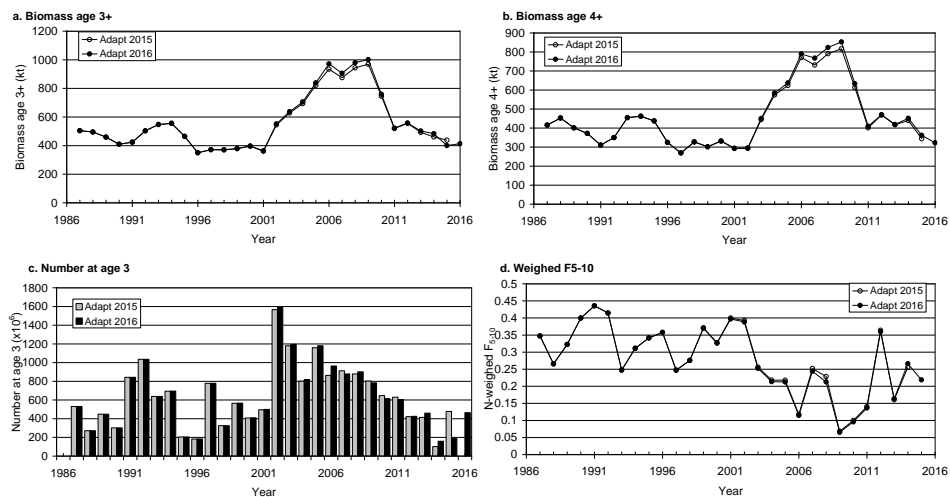 a. Biomass age 3+
Biomass age 3+ (kt)
1200
1000
800
600
400
200
0
Adapt 2015
Adapt 2016
1986 1991 1996 2001 2006 2011 2016
Year
b. Biomass age 4+
Biomass age 4+ (kt)
900
800
700
600
500
400
300
200
100
0
Adapt 2015
Adapt 2016
1986 1991 1996 2001 2006 2011 2016
Year
c. Number at age 3
Number at age 3 (x10⁶)
1800
1600
1400
1200
1000
800
600
400
200
0
Adapt 2015
Adapt 2016
1986 1991 1996 2001 2006 2011 2016
Year
d. Weighed F5-10
N-weighed F₅₋₁₀
0.5
0.45
0.4
0.35
0.3
0.25
0.2
0.15
0.1
0.05
0
Adapt 2015
Adapt 2016
1986 1991 1996 2001 2006 2011 2016
Year